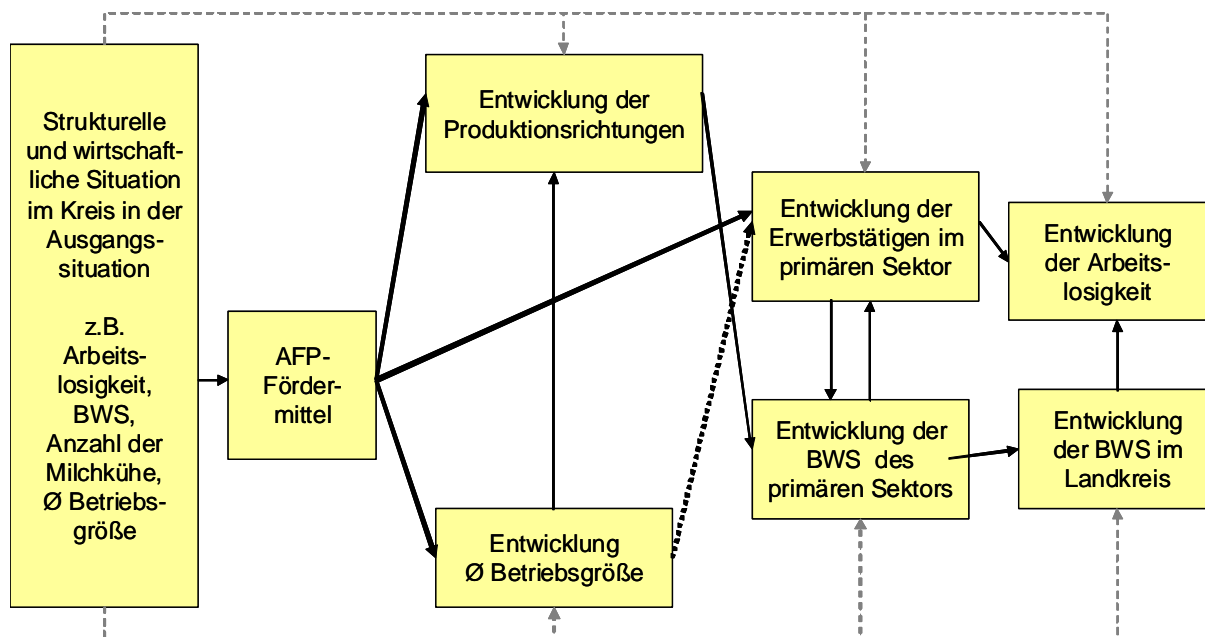 Strukturelle
und wirtschaft-
liche Situation
im Kreis in der
Ausgangs-
situation
z.B.
Arbeits-
losigkeit,
BWS,
Anzahl der
Milchkühe,
Ø Betriebs-
größe
AFP-
Förder-
mittel
Entwicklung der
Produktionsrichtungen
Entwicklung
Ø Betriebsgröße
Entwicklung der
Erwerbstätigen im
primären Sektor
Entwicklung der
BWS des
primären Sektors
Entwicklung
der Arbeits-
losigkeit
Entwicklung
der BWS im
Landkreis